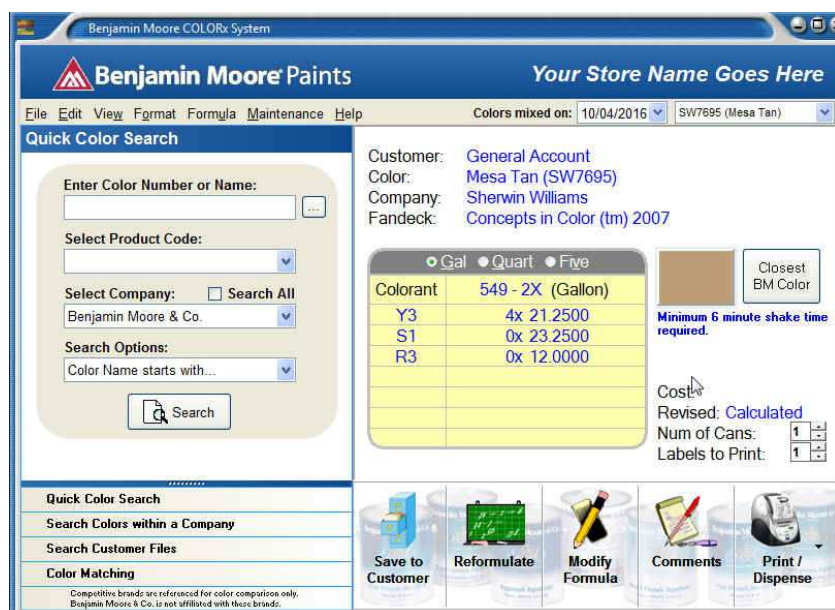 Benjamin Moore COLORx System
Benjamin Moore Paints
Your Store Name Goes Here
File Edit View Format Formula Maintenance Help
Colors mixed on: 10/04/2016 SW7695 (Mesa Tan)
Quick Color Search
Enter Color Number or Name:
...
Select Product Code:
Select Company: Search All
Benjamin Moore & Co.
Search Options:
Color Name starts with...
Search
Quick Color Search
Search Colors within a Company
Search Customer Files
Color Matching
Competitive brands are referenced for color comparison only.
Benjamin Moore & Co. is not affiliated with these brands.
Customer: General Account
Color: Mesa Tan (SW7695)
Company: Sherwin Williams
Fandeck: Concepts in Color (tm) 2007
Gal Quart Five
Colorant 549 - 2X (Gallon)
Y3 4x 21.2500
S1 0x 23.2500
R3 0x 12.0000
Closest
BM Color
Minimum 6 minute shake time
required.
Cost:
Revised: Calculated
Num of Cans: 1
Labels to Print: 1
Save to
Customer
Reformulate
Modify
Formula
Comments
Print /
Dispense